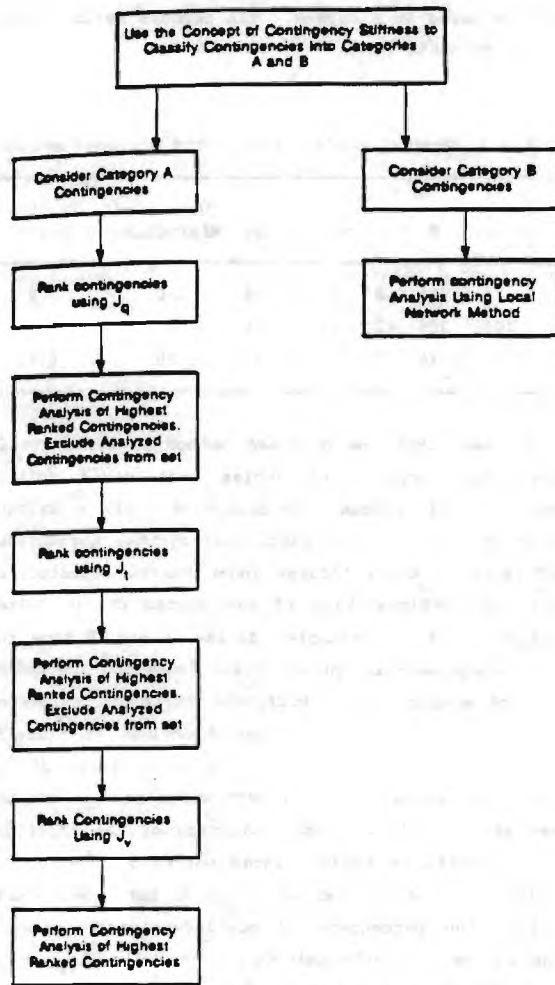 Use the Concept of Contingency Stiffness to
Classify Contingencies Into Categories
A and B
Consider Category A
Contingencies
Consider Category B
Contingencies
Rank contingencies
using Jq
Perform contingency
Analysis Using Local
Network Method
Perform Contingency
Analysis of Highest
Ranked Contingencies.
Exclude Analyzed
Contingencies from set
Rank contingencies
using J
Perform Contingency
Analysis of Highest
Ranked Contingencies.
Exclude Analyzed
Contingencies from set
Rank Contingencies
Using Jv
Perform Contingency
Analysis of Highest
Ranked Contingencies